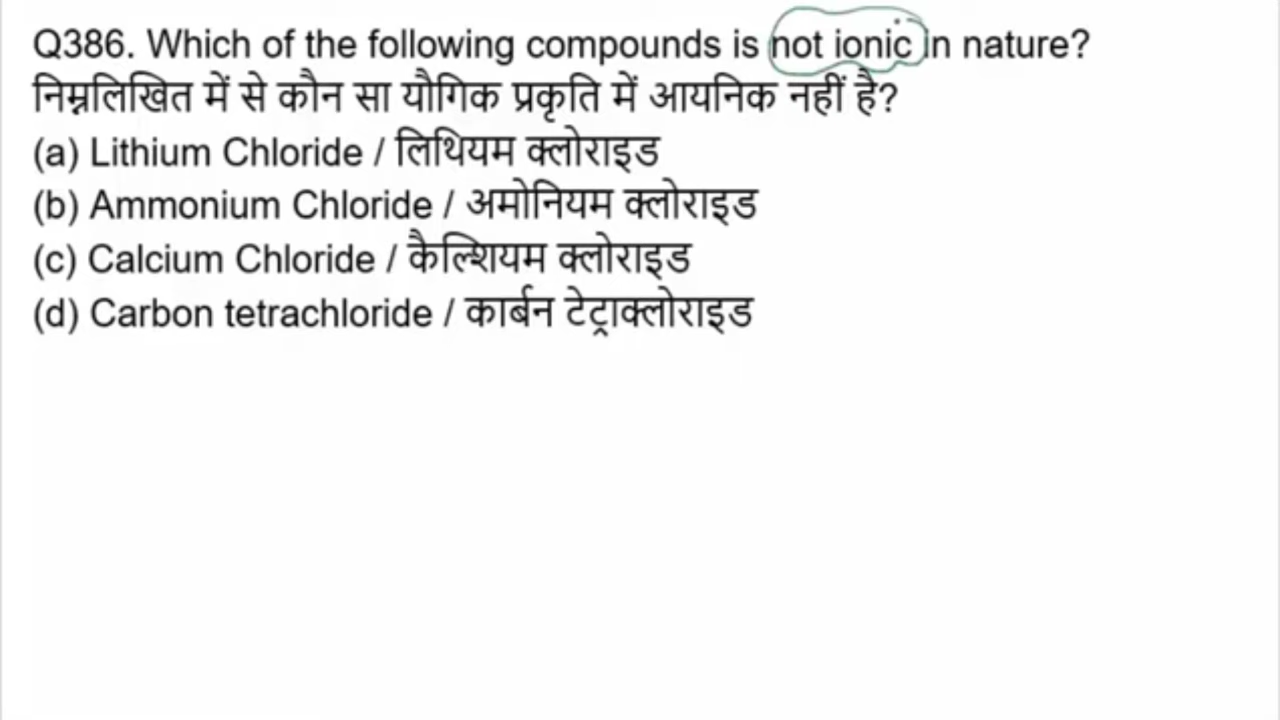 Q386. Which of the following compounds is not ionic in nature?
निम्नलिखित में से कौन सा यौगिक प्रकृति में आयनिक नहीं है?
(a) Lithium Chloride / लिथियम क्लोराइड
(b) Ammonium Chloride / अमोनियम क्लोराइड
(c) Calcium Chloride / कैल्शियम क्लोराइड
(d) Carbon tetrachloride / कार्बन टेट्राक्लोराइड